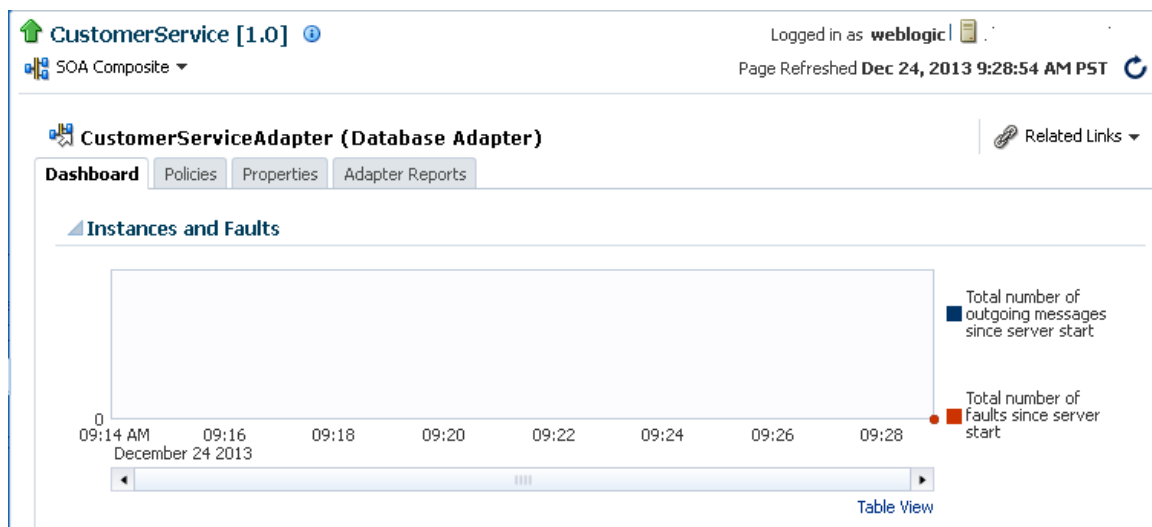 CustomerService [1.0]
Logged in as weblogic
SOA Composite
Page Refreshed Dec 24, 2013 9:28:54 AM PST
CustomerServiceAdapter (Database Adapter)
Related Links
Dashboard Policies Properties Adapter Reports
Instances and Faults
Total number of
outgoing messages
since server start
Total number of
faults since server
start
0
09:14 AM 09:16 09:18 09:20 09:22 09:24 09:26 09:28
December 24 2013
Table View